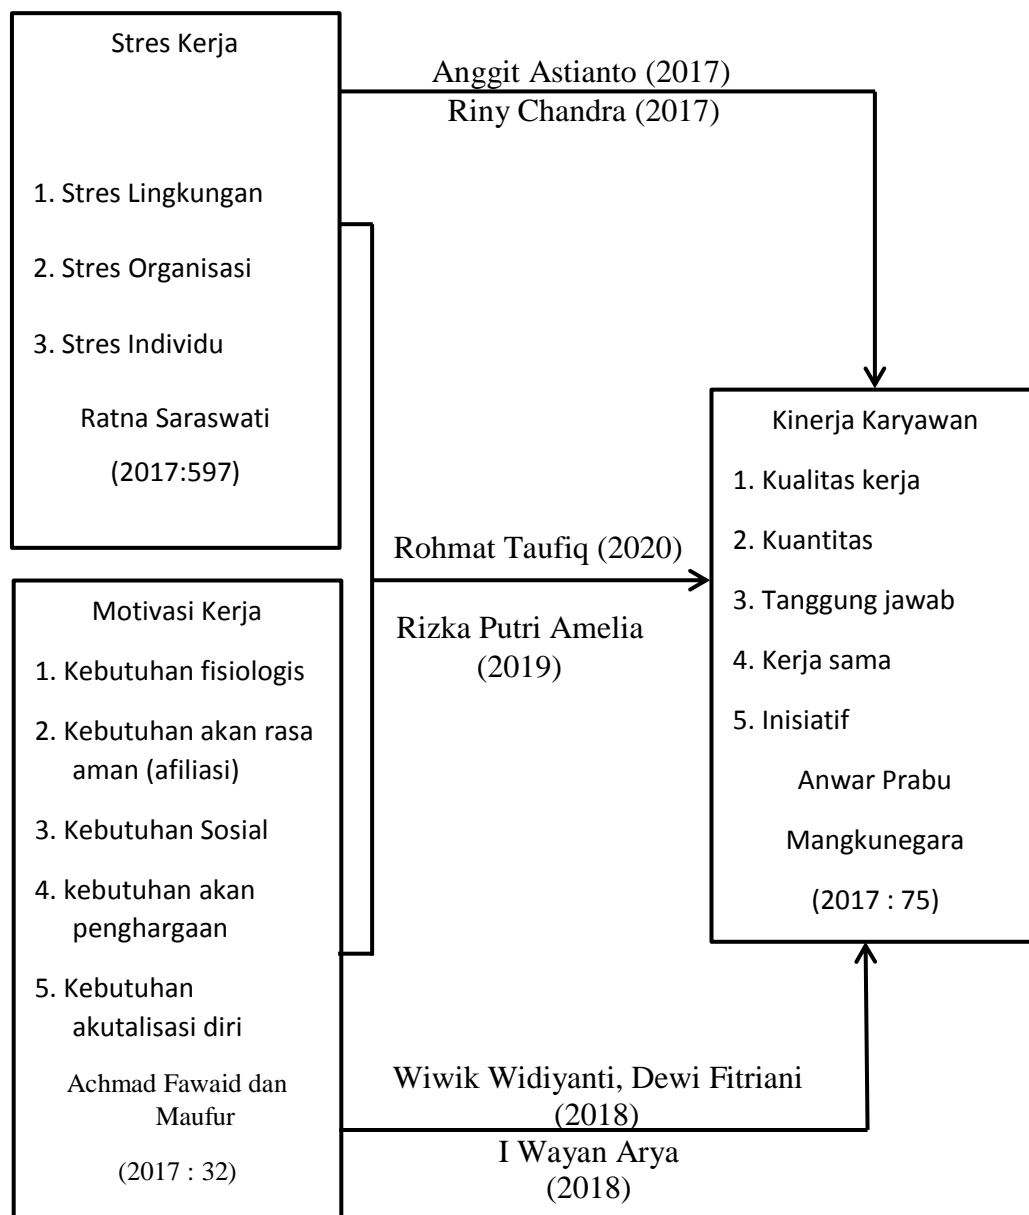 Stres Kerja
1. Stres Lingkungan
2. Stres Organisasi
3. Stres Individu
Ratna Saraswati
(2017:597)
Anggit Astianto (2017)
Riny Chandra (2017)
Motivasi Kerja
1. Kebutuhan fisiologis
2. Kebutuhan akan rasa
aman (afiliasi)
3. Kebutuhan Sosial
4. kebutuhan akan
penghargaan
5. Kebutuhan
akutalisasi diri
Achmad Fawaid dan
Maufur
(2017 : 32)
Rohmat Taufiq (2020)
Rizka Putri Amelia
(2019)
Wiwik Widiyanti, Dewi Fitriani
(2018)
I Wayan Arya
(2018)
Kinerja Karyawan
1. Kualitas kerja
2. Kuantitas
3. Tanggung jawab
4. Kerja sama
5. Inisiatif
Anwar Prabu
Mangkunegara
(2017 : 75)